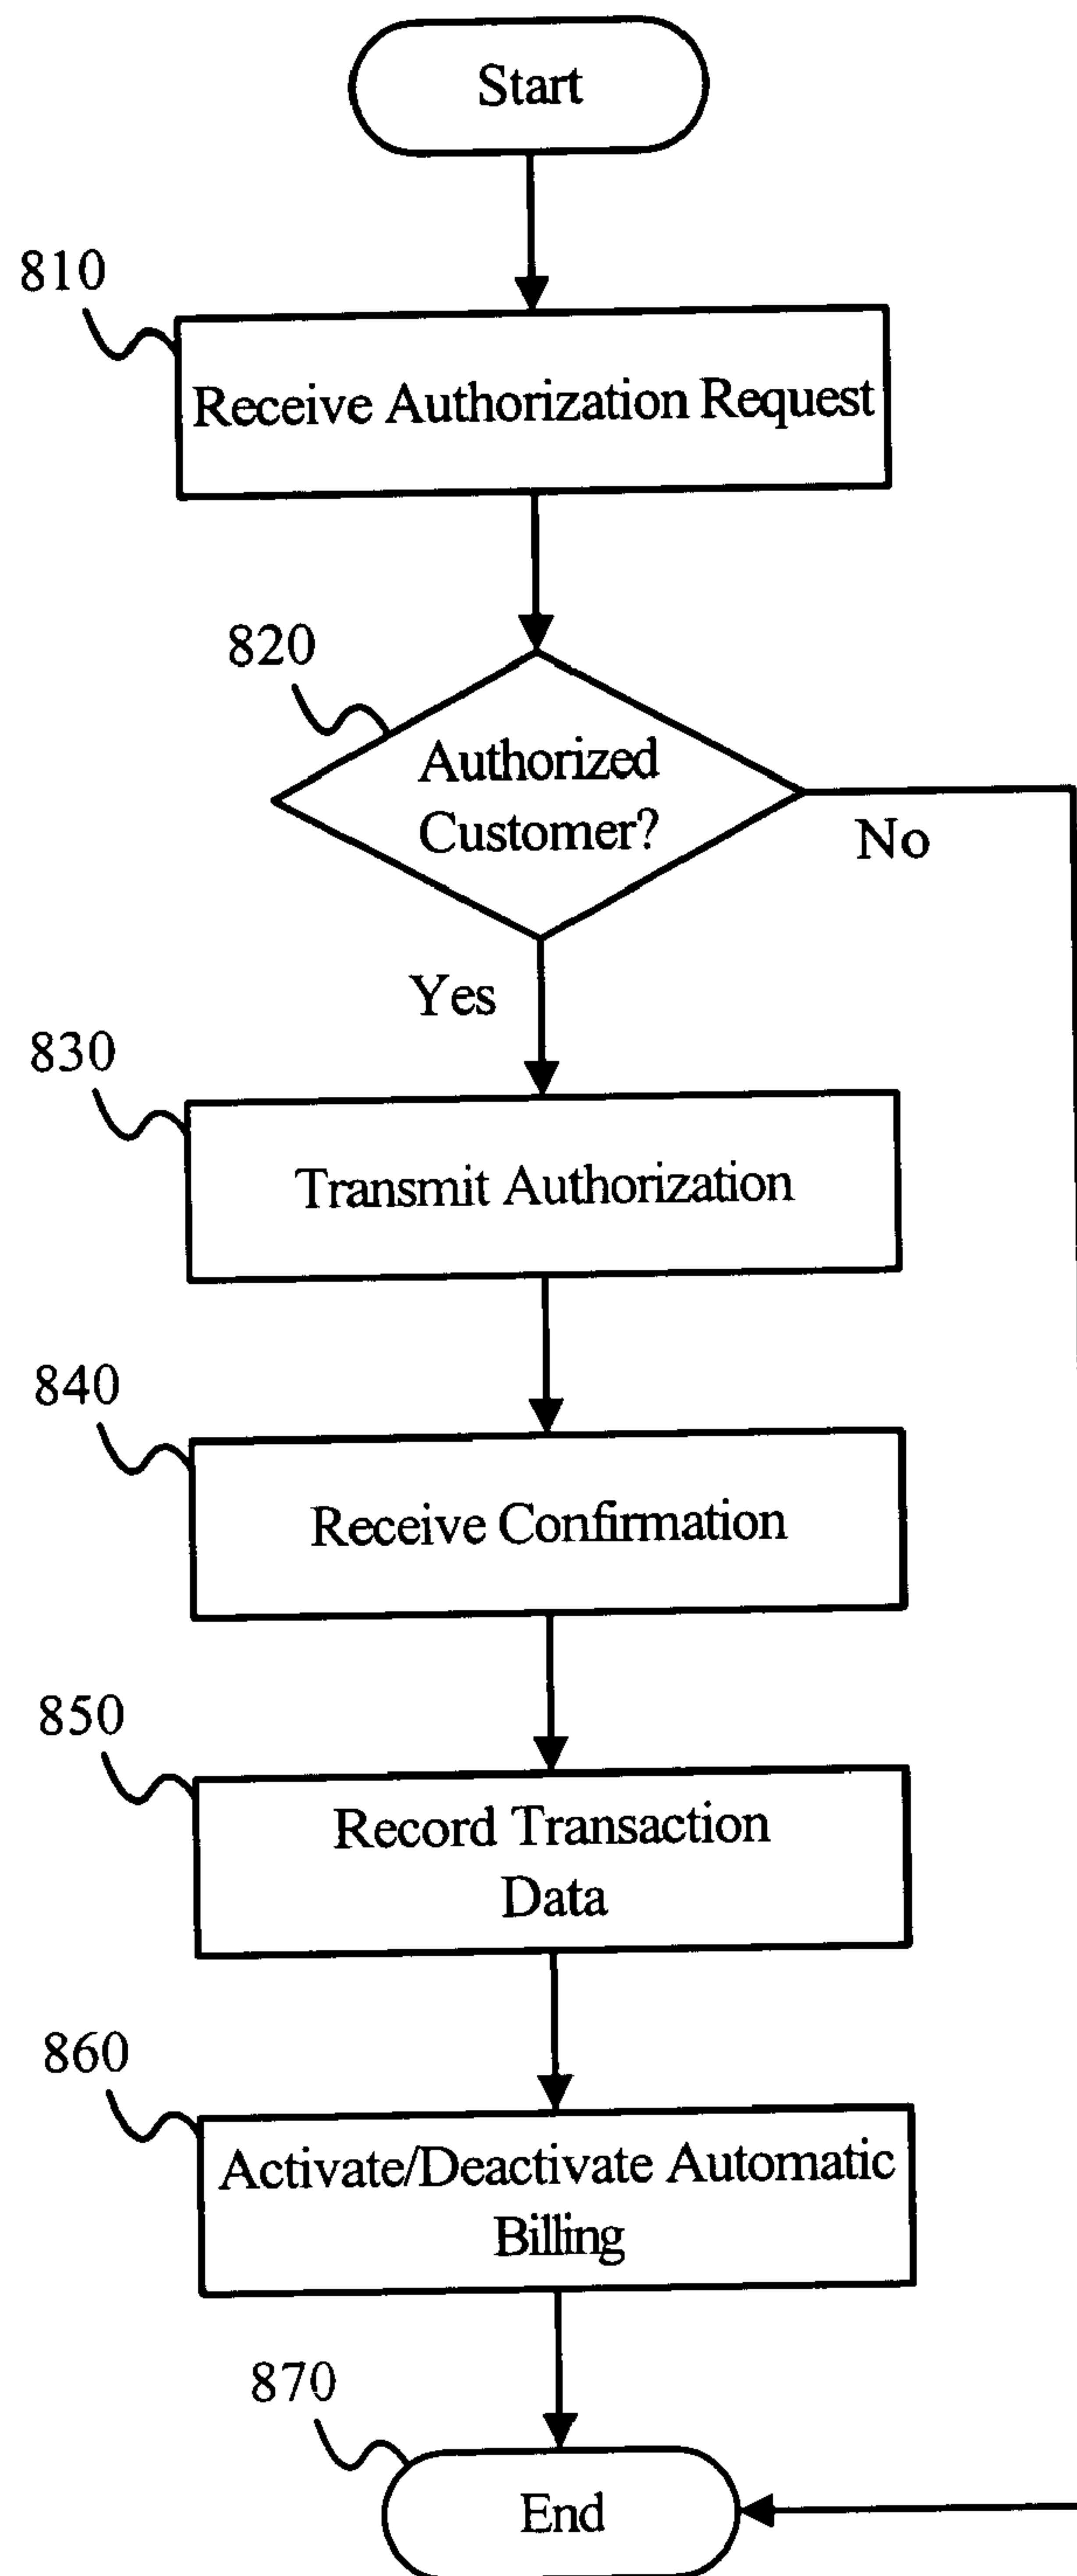 Start
810
Receive Authorization Request
820
Authorized
Customer?
No
Yes
830
Transmit Authorization
840
Receive Confirmation
850
Record Transaction
Data
860
Activate/Deactivate Automatic
Billing
870
End